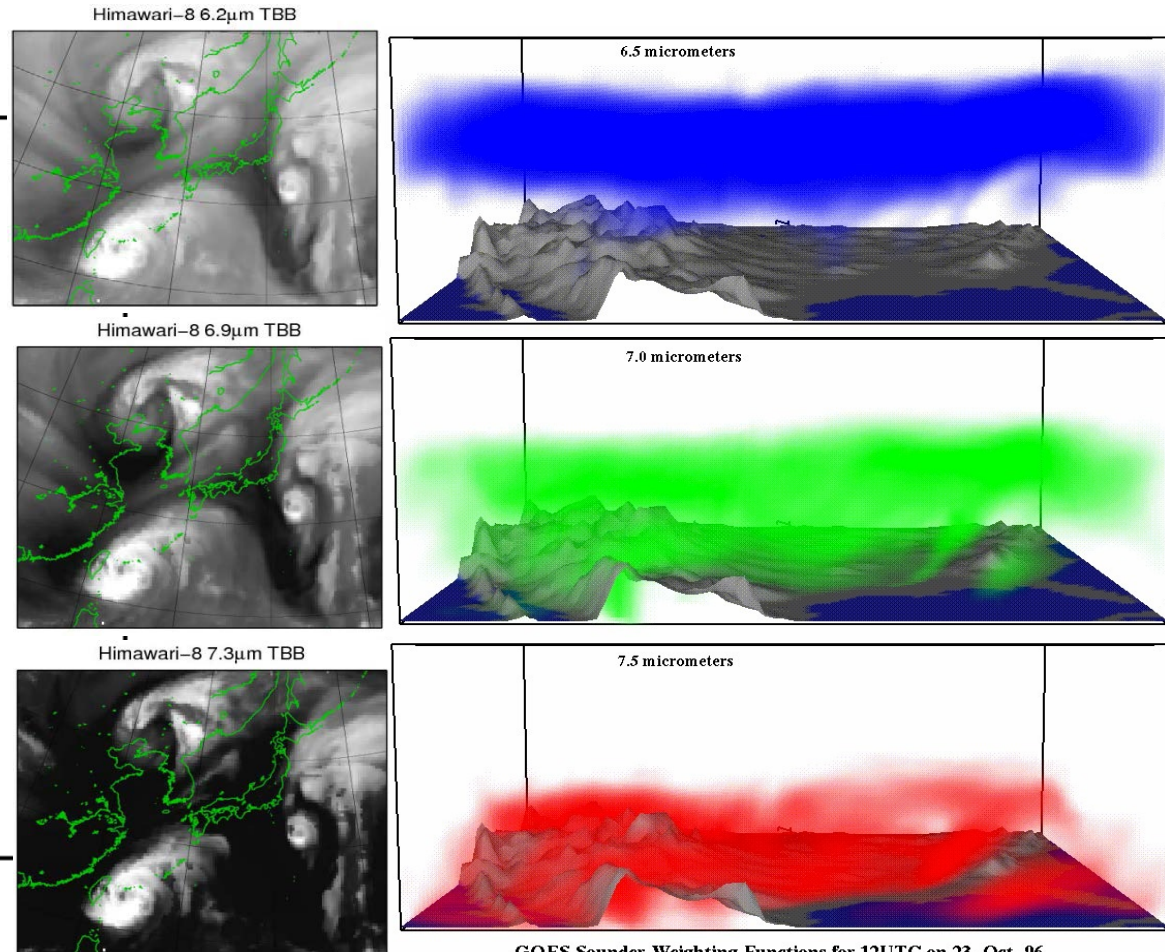 Himawari−8 6.2μm TBB
6.5 micrometers
Z
Himawari−8 6.9μm TBB
7.0 micrometers
Z
Himawari−8 7.3μm TBB
7.5 micrometers
Z
GOES Sounder Weighting Functions for 12UTC on 23−Oct−96